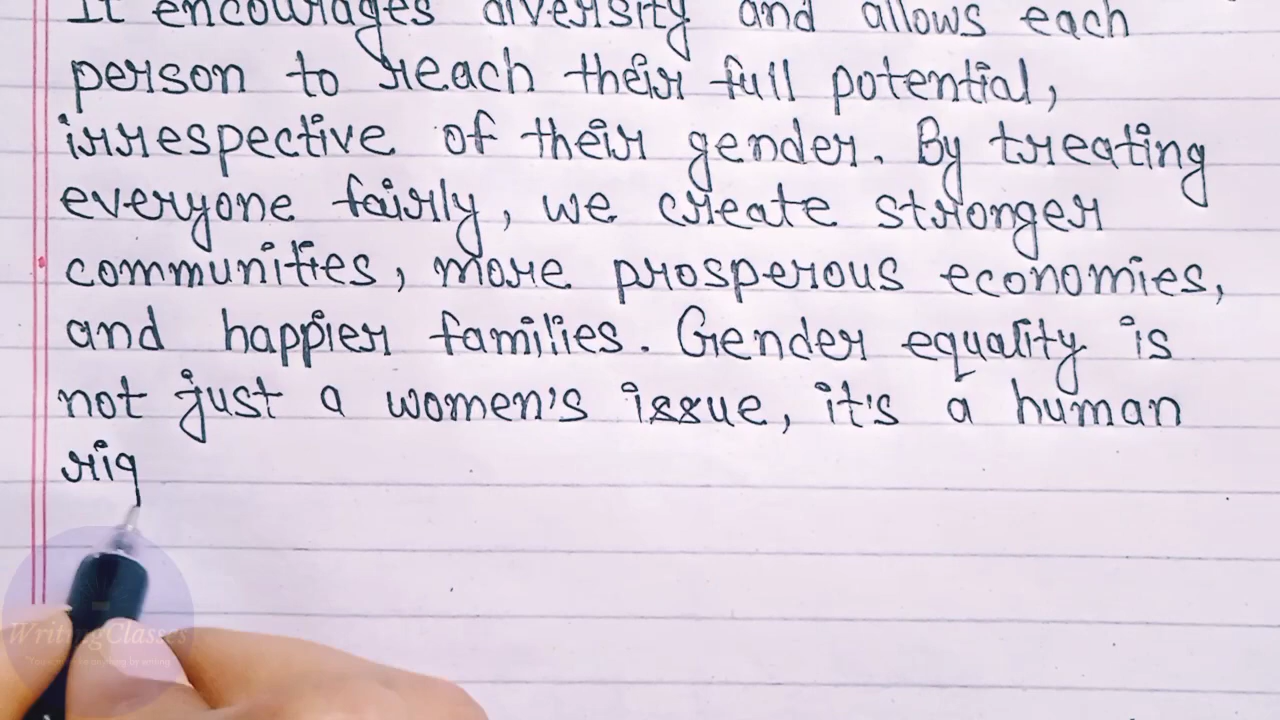 It encourages diversity and allows each
person to reach their full potential,
irrespective of their gender. By treating
everyone fairly, we create stronger
communities, more prosperous economies,
and happier families. Gender equality is
not just a women's issue, it's a human
rig
Writing Classes